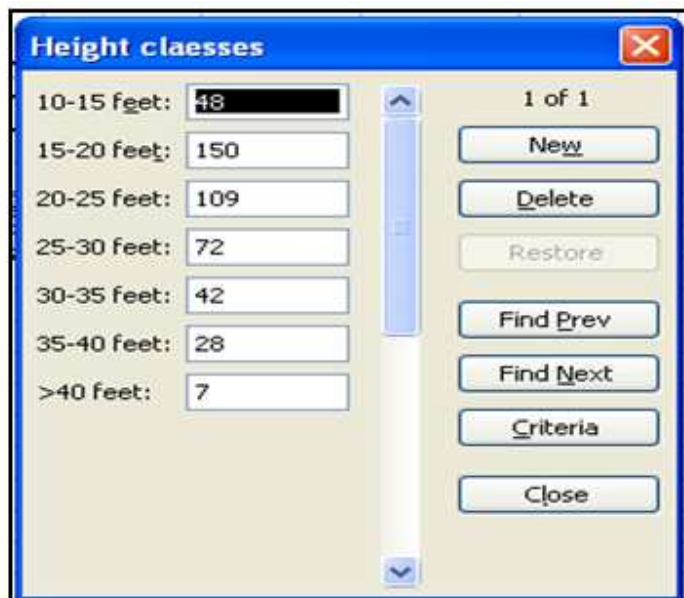 Height claesses
10-15 feet: 48
15-20 feet: 150
20-25 feet: 109
25-30 feet: 72
30-35 feet: 42
35-40 feet: 28
>40 feet: 7
1 of 1
New
Delete
Restore
Find Prev
Find Next
Criteria
Close